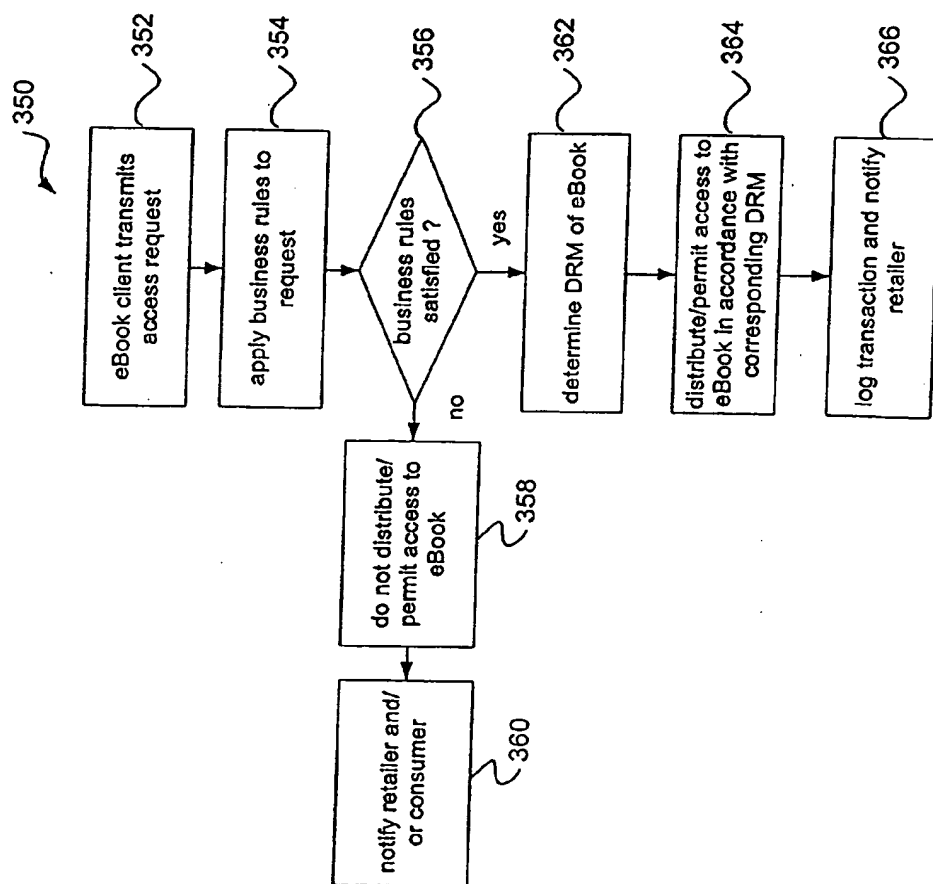 350
eBook client transmits
access request
352
apply business rules to
request
354
business rules
satisfied ?
356
yes
no
determine DRM of eBook
362
distribute/permit access to
eBook in accordance with
corresponding DRM
364
log transaction and notify
retailer
366
do not distribute/
permit access to
eBook
358
notify retailer and/
or consumer
360